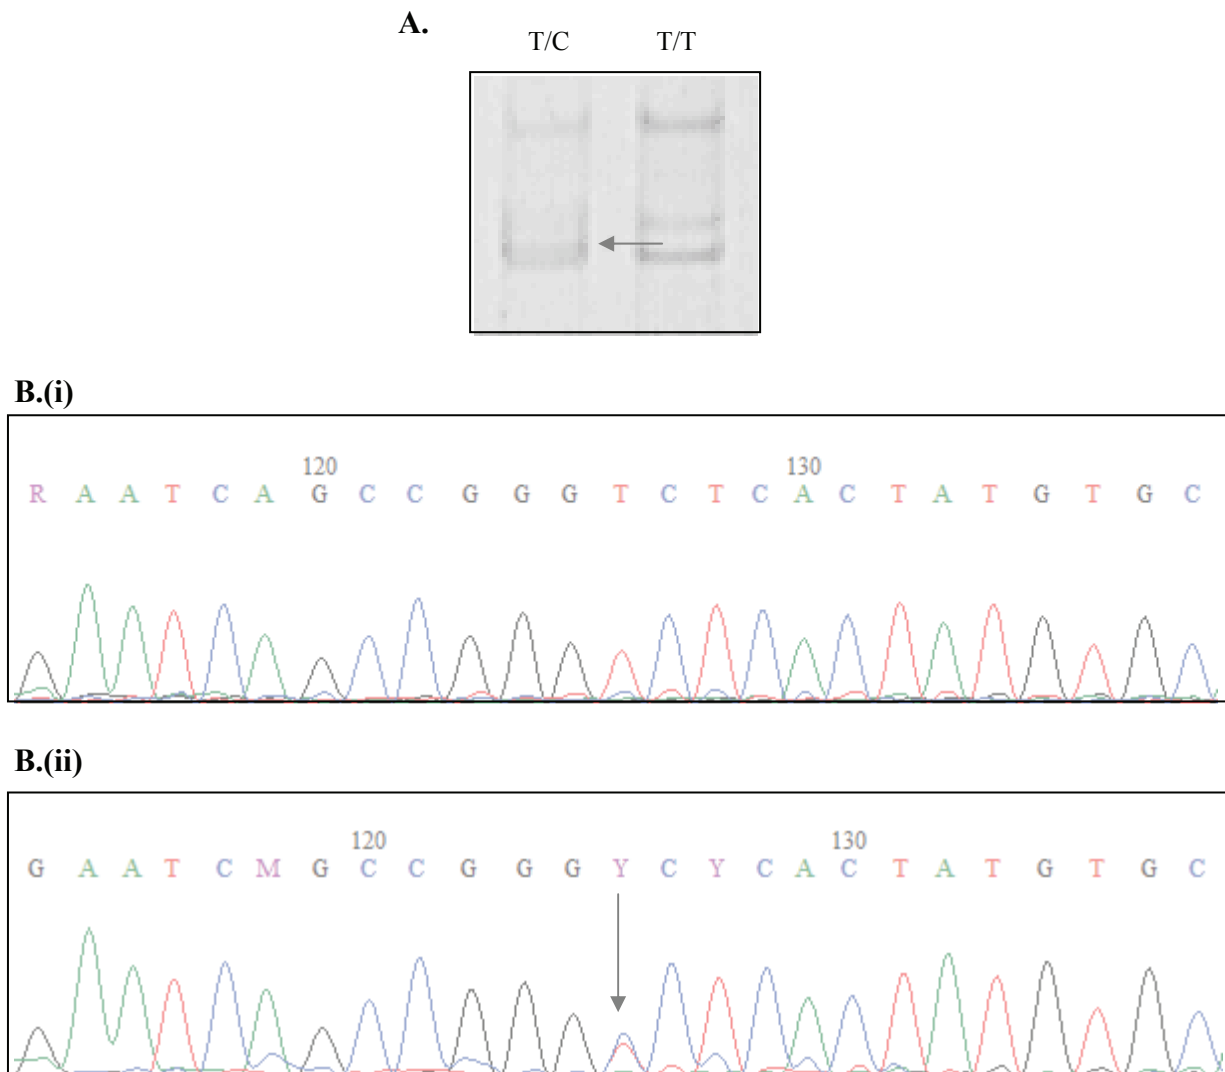 A.
T/C T/T
B.(i)
120 130
R A A T C A G C C G G G T C T C A C T A T G T G C
B.(ii)
120 130
G A A T C M G C C G G G Y C Y C A C T A T G T G C